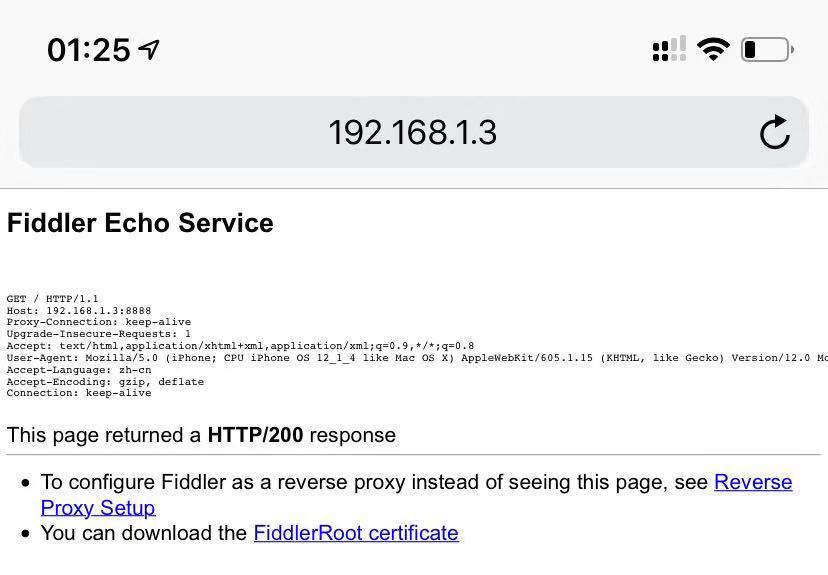 01:25
192.168.1.3
Fiddler Echo Service
GET / HTTP/1.1
Host: 192.168.1.3:8888
Proxy-Connection: keep-alive
Upgrade-Insecure-Requests: 1
Accept: text/html,application/xhtml+xml,application/xml;q=0.9,*/*;q=0.8
User-Agent: Mozilla/5.0 (iPhone; CPU iPhone OS 12_1_4 like Mac OS X) AppleWebKit/605.1.15 (KHTML, like Gecko) Version/12.0 Mo
Accept-Language: zh-cn
Accept-Encoding: gzip, deflate
Connection: keep-alive
This page returned a HTTP/200 response
• To configure Fiddler as a reverse proxy instead of seeing this page, see Reverse
Proxy Setup
• You can download the FiddlerRoot certificate